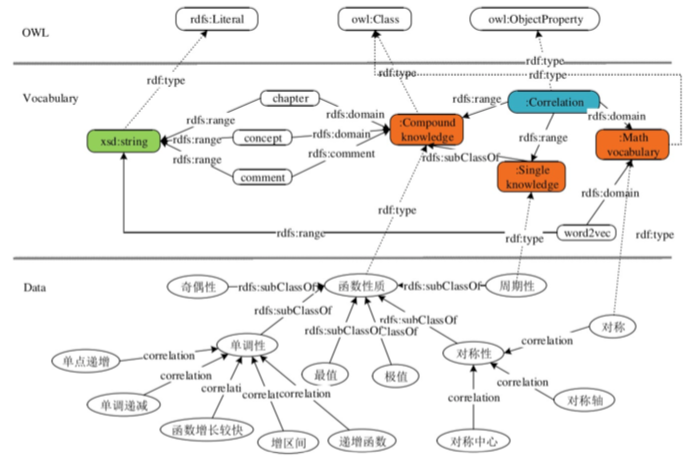 rdfs:Literal
owl:Class
owl:ObjectProperty
OWL
rdf:type
rdf:type
rdf:type
rdf:type
Vocabulary
chapter
rdfs:range
rdfs:domain
rdfs:range
:Correlation
rdfs:domain
:Compound
knowledge
xsd:string
rdfs:range
concept
rdfs:domain
rdfs:range
:Math
vocabulary
rdfs:range
rdfs:comment
rdfs:subClassOf
comment
:Single
knowledge
rdfs:domain
rdf:type
rdfs:range
rdf:type
word2vec
rdf:type
Data
奇偶性
rdfs:subClassOf
函数性质
rdfs:subClassOf
周期性
rdfs:subClassOf
rdfs:subClassOf
rdfs:subClassOf
ClassOf
对称
单调性
correlation
对称性
单点递增
correlation
最值
极值
correlation
correlation
单调递减
correlati
correlat
correlation
correlation
对称轴
函数增长较快
增区间
递增函数
对称中心